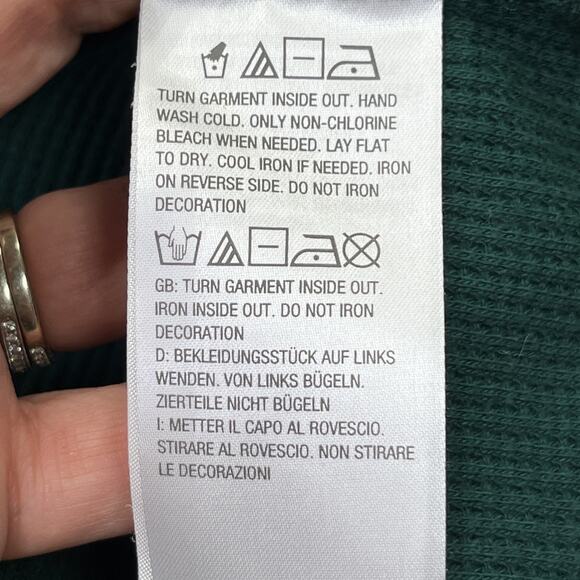 TURN GARMENT INSIDE OUT. HAND
WASH COLD. ONLY NON-CHLORINE
BLEACH WHEN NEEDED. LAY FLAT
TO DRY. COOL IRON IF NEEDED. IRON
ON REVERSE SIDE. DO NOT IRON
DECORATION
GB: TURN GARMENT INSIDE OUT.
IRON INSIDE OUT. DO NOT IRON
DECORATION
D: BEKLEIDUNGSSTÜCK AUF LINKS
WENDEN. VON LINKS BÜGELN.
ZIERTEILE NICHT BÜGELN
I: METTER IL CAPO AL ROVESCIO.
STIRARE AL ROVESCIO. NON STIRARE
LE DECORAZIONI